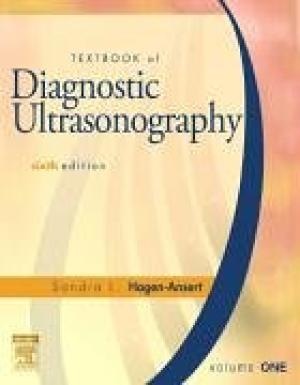 TEXTBOOK of
Diagnostic
Ultrasonography
sixth edition
Sandra L. Hagen-Ansert
volume ONE